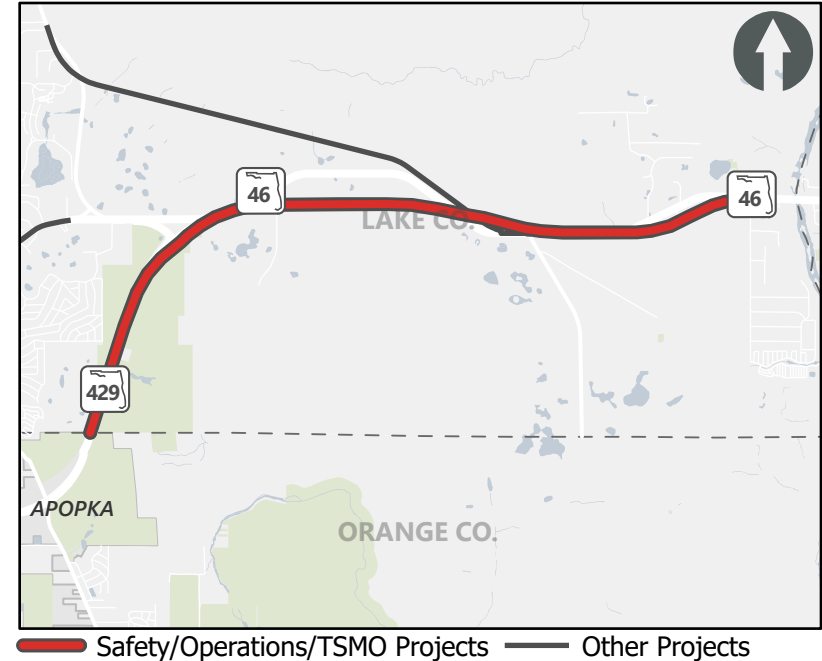 46
46
LAKE CO.
429
APOPKA
ORANGE CO.
Safety/Operations/TSMO Projects
Other Projects